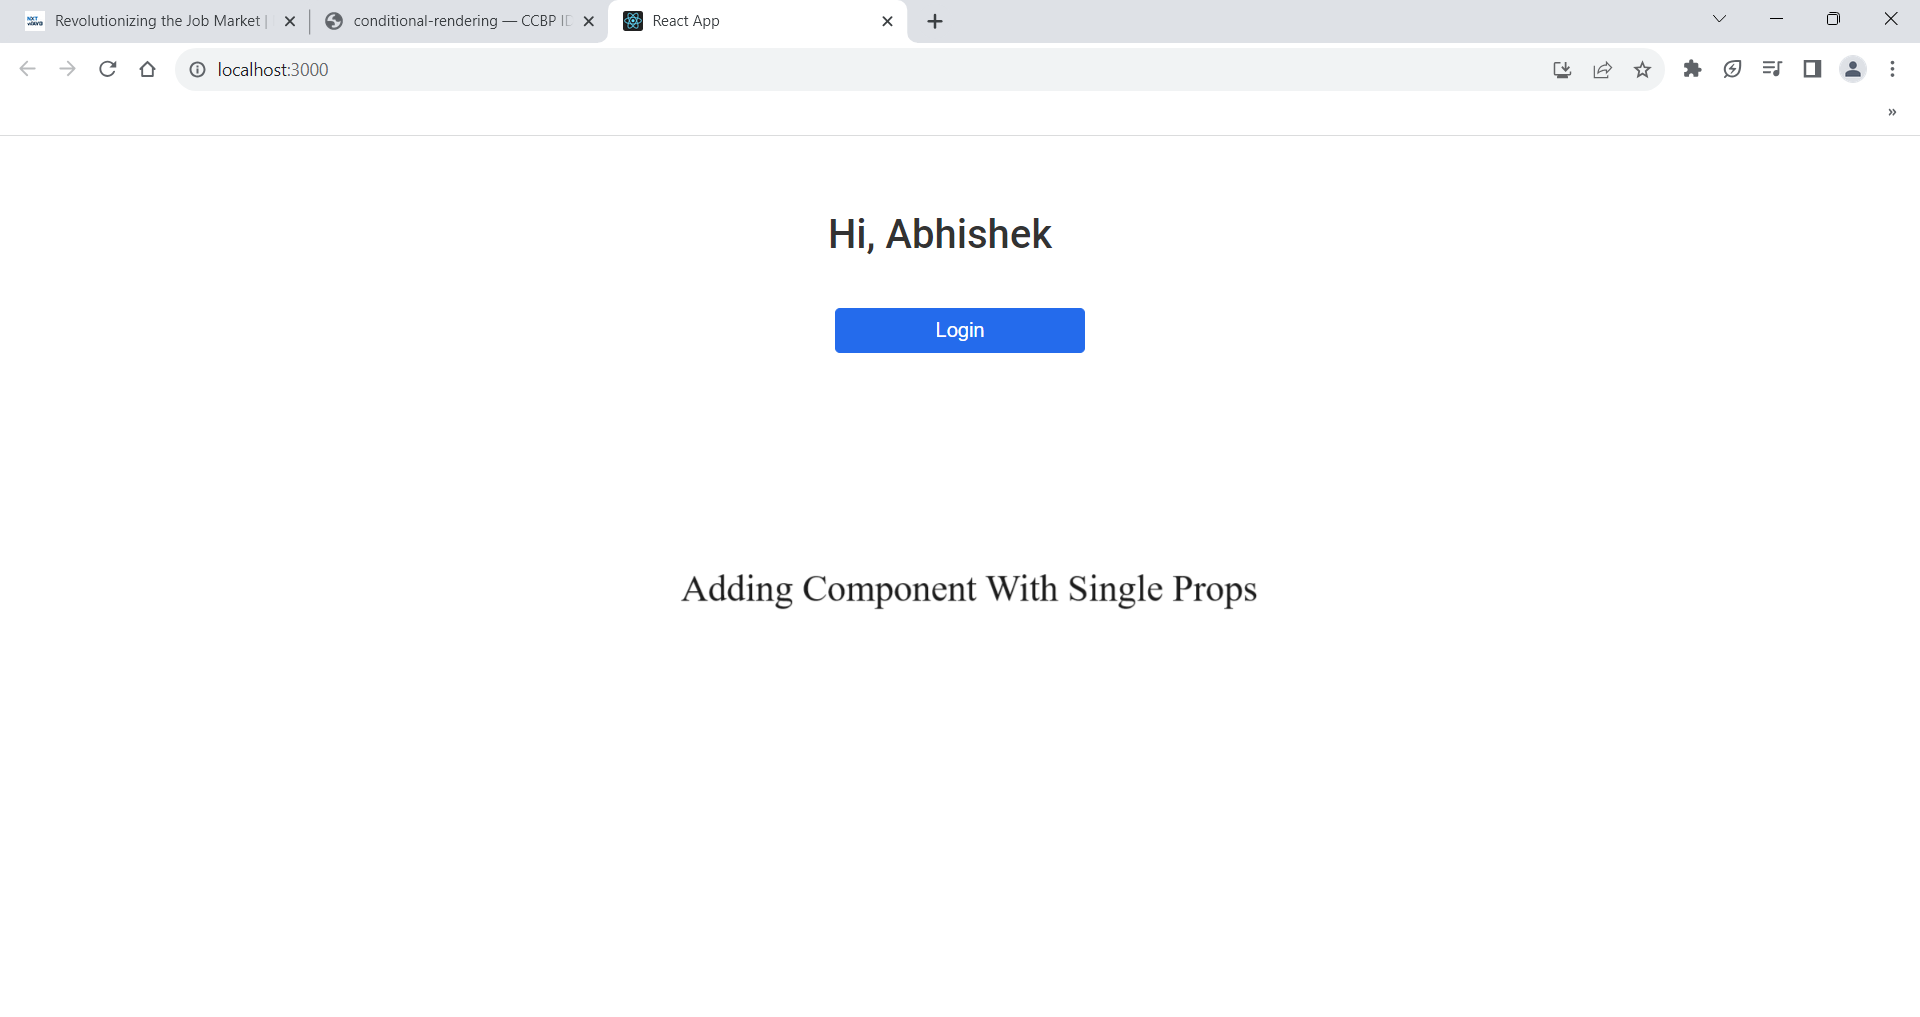 Revolutionizing the Job Market |
conditional-rendering — CCBP ID
React App
localhost:3000
Hi, Abhishek
Login
Adding Component With Single Props